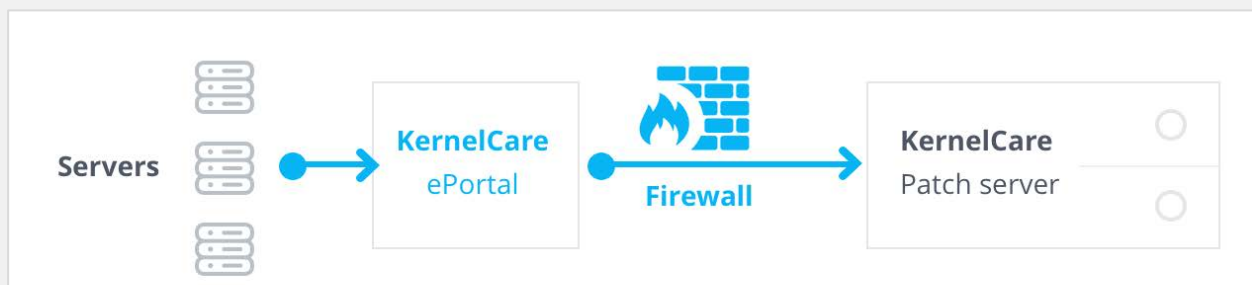 Servers
KernelCare
ePortal
Firewall
KernelCare
Patch server